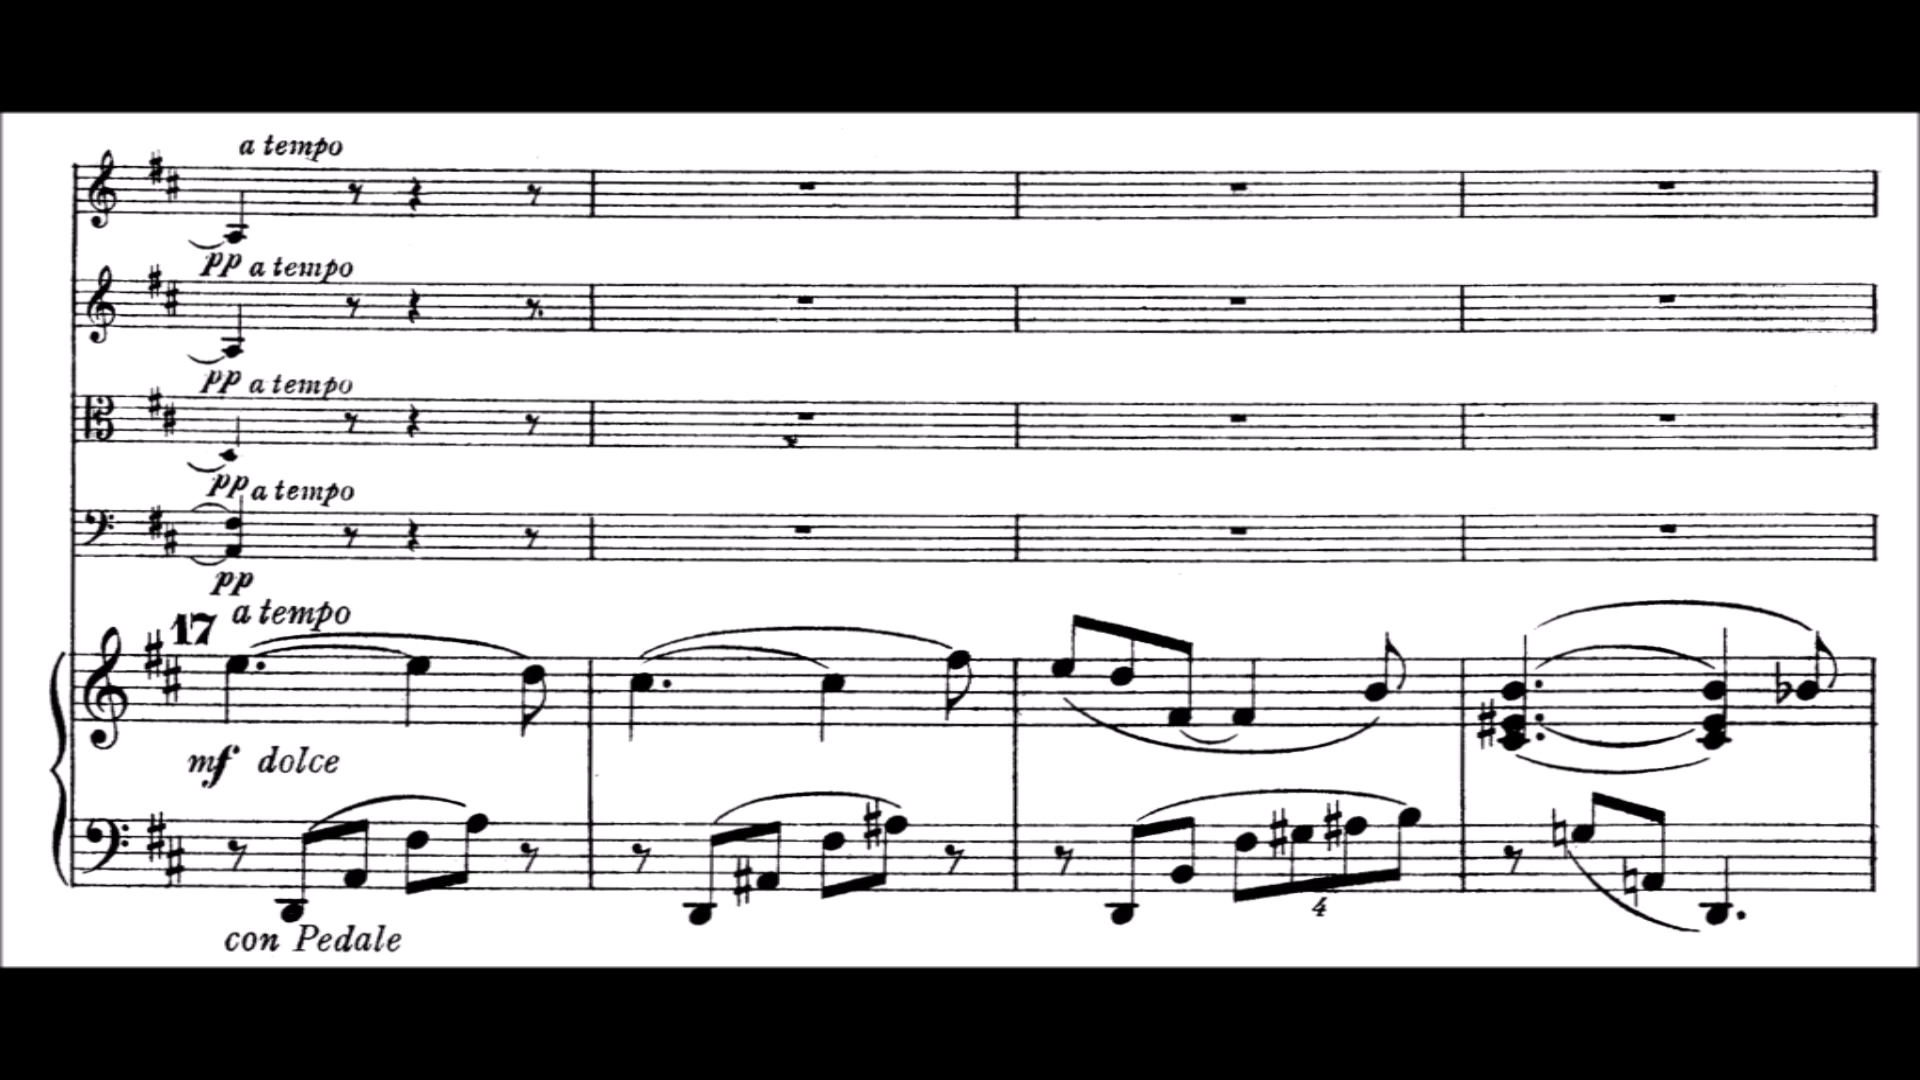 a tempo
pp a tempo
pp a tempo
pp a tempo
pp
17 a tempo
mf dolce
con Pedale
4